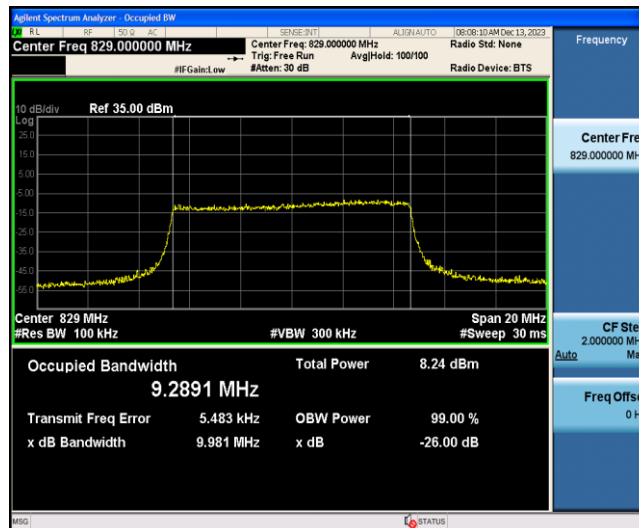 Agilent Spectrum Analyzer - Occupied BW
RL RF 50 Ω AC SENSE:INT ALIGNAUTO 08:08:10 AM Dec 13, 2023
Center Freq 829.000000 MHz
Center Freq: 829.000000 MHz Radio Std: None
Trig: Free Run Avg|Hold: 100/100
#IFGain:Low #Atten: 30 dB Radio Device: BTS
Frequency
10 dB/div Ref 35.00 dBm
Log
25.0
15.0
5.00
-5.00
-15.0
-25.0
-35.0
-45.0
-55.0
Center Fre
829.000000 MH
Center 829 MHz Span 20 MHz
#Res BW 100 kHz #VBW 300 kHz #Sweep 30 ms
CF Ste
2.000000 MH
Auto Ma
Occupied Bandwidth Total Power 8.24 dBm
9.2891 MHz
Transmit Freq Error 5.483 kHz OBW Power 99.00 %
x dB Bandwidth 9.981 MHz x dB -26.00 dB
Freq Offse
0 H
MSG STATUS